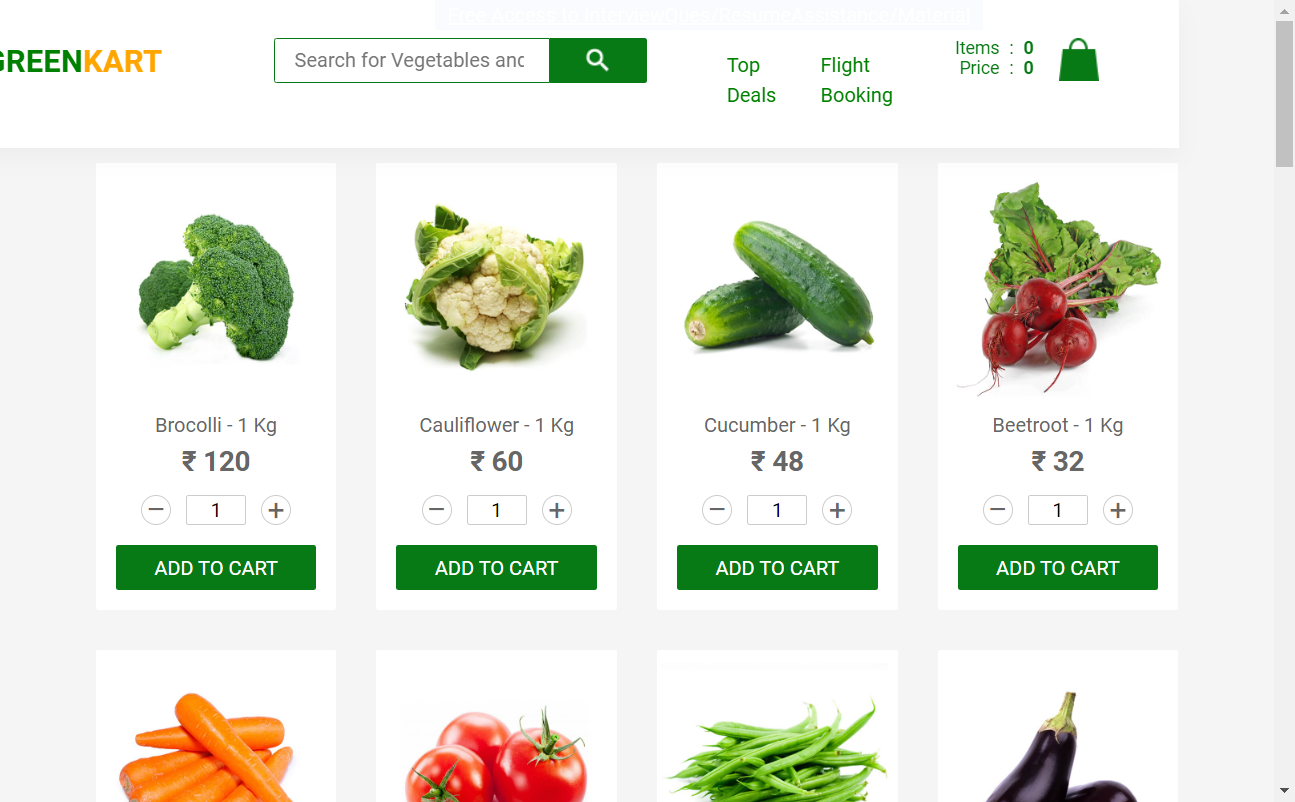 Free Access to InterviewQues/ResumeAssistance/Material
GREENKART
Search for Vegetables and
Top Deals
Flight Booking
Items : 0
Price : 0
Brocolli - 1 Kg
₹ 120
− 1 +
ADD TO CART
Cauliflower - 1 Kg
₹ 60
− 1 +
ADD TO CART
Cucumber - 1 Kg
₹ 48
− 1 +
ADD TO CART
Beetroot - 1 Kg
₹ 32
− 1 +
ADD TO CART